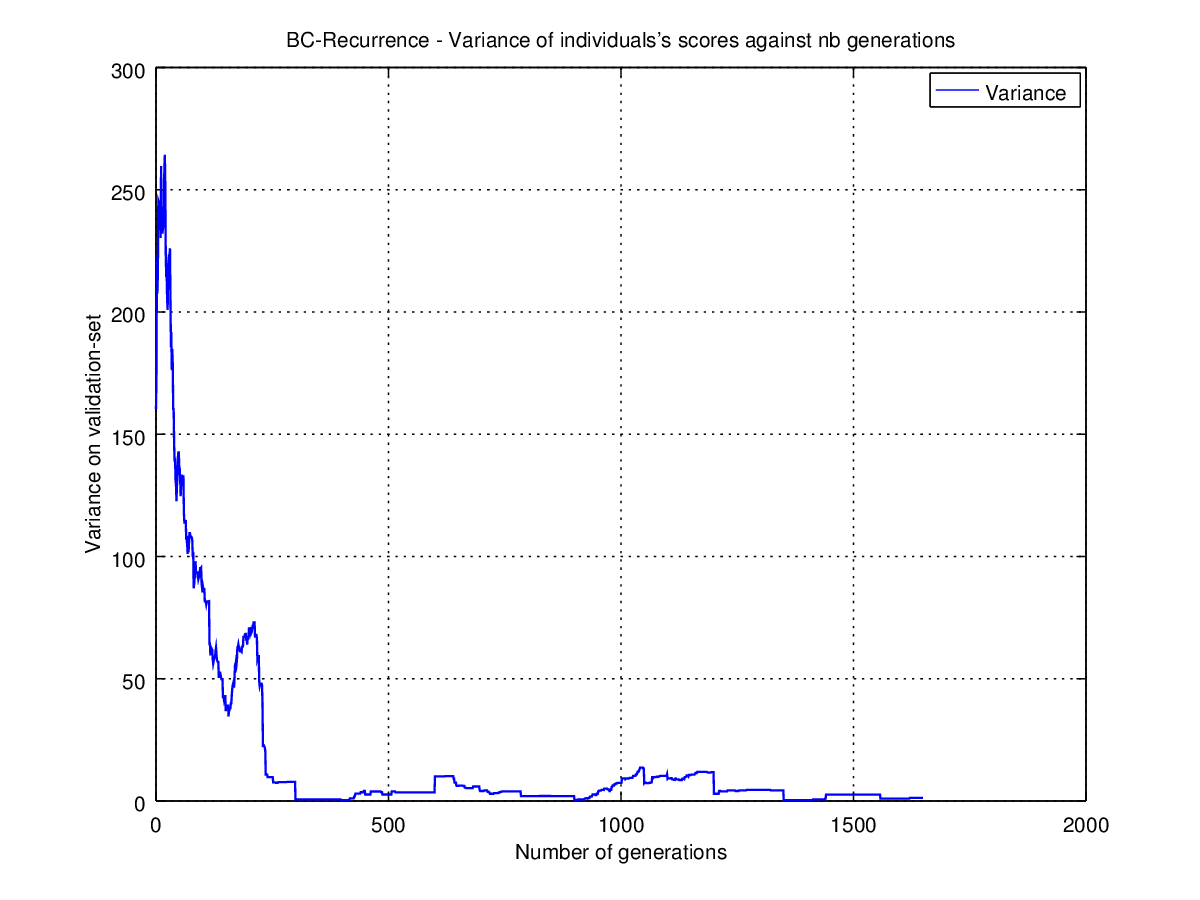 BC-Recurrence - Variance of individuals's scores against nb generations
300
250
200
150
100
50
0
Variance on validation-set
Variance
0 500 1000 1500 2000
Number of generations